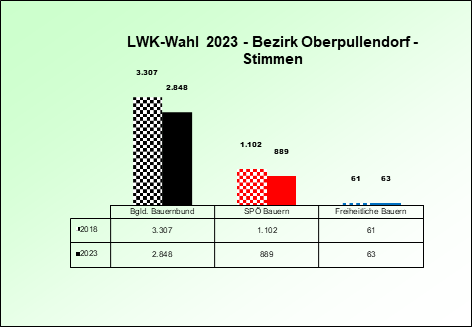 LWK-Wahl 2023 - Bezirk Oberpullendorf -
Stimmen
3.307
2.848
1.102
889
61
63
Bgld. Bauernbund SPÖ Bauern Freiheitliche Bauern
2018 3.307 1.102 61
2023 2.848 889 63